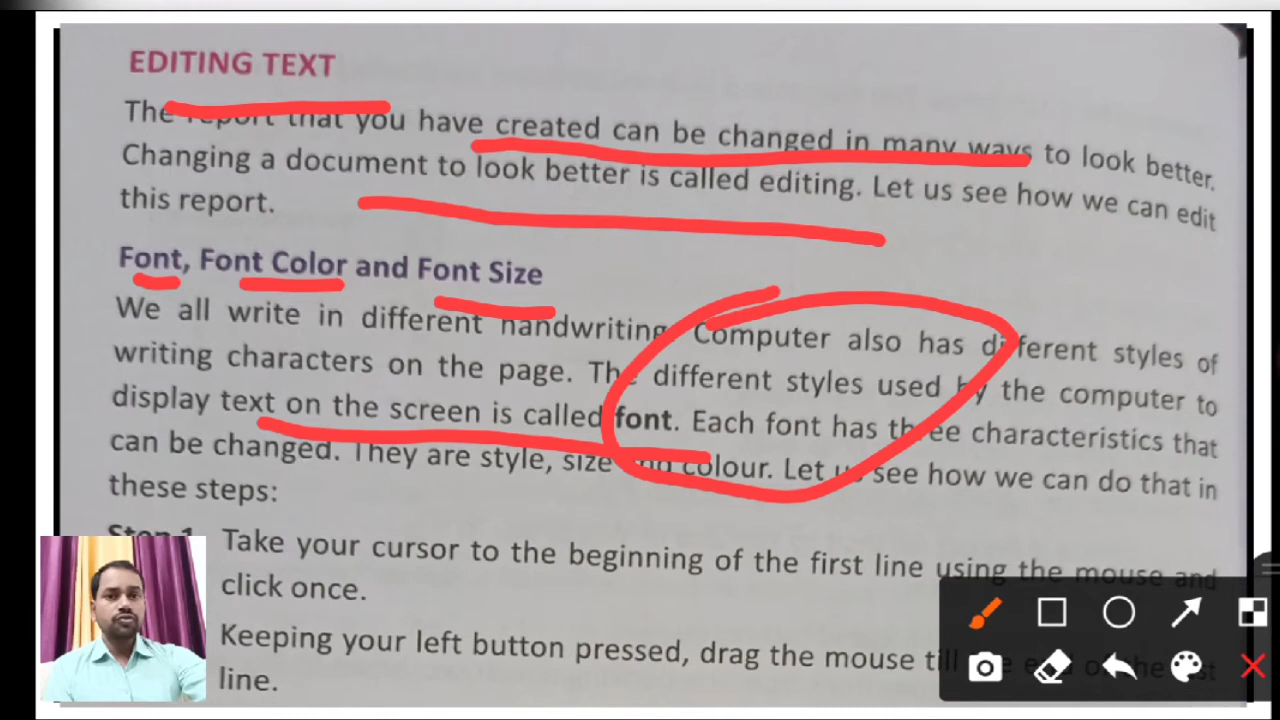 EDITING TEXT
The report that you have created can be changed in many ways to look better.
Changing a document to look better is called editing. Let us see how we can edit
this report.
Font, Font Color and Font Size
We all write in different handwriting. Computer also has different styles of
writing characters on the page. The different styles used by the computer to
display text on the screen is called font. Each font has three characteristics that
can be changed. They are style, size and colour. Let us see how we can do that in
these steps:
Step 1 Take your cursor to the beginning of the first line using the mouse and
click once.
Keeping your left button pressed, drag the mouse till the end of the last
line.